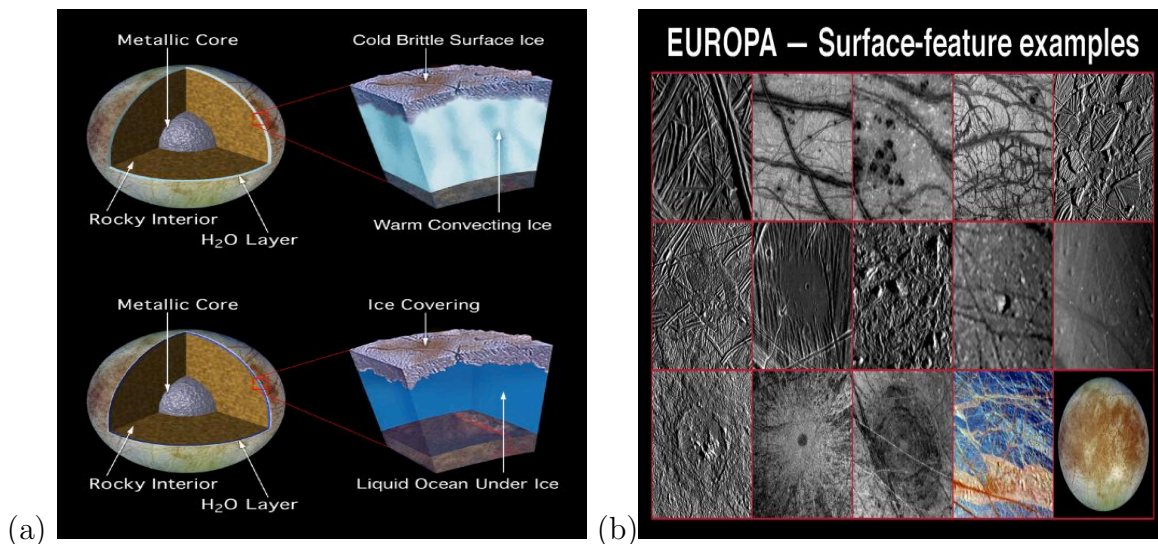 Metallic Core
Cold Brittle Surface Ice
Rocky Interior
H₂O Layer
Warm Convecting Ice
Metallic Core
Ice Covering
Rocky Interior
H₂O Layer
Liquid Ocean Under Ice
(a)
EUROPA — Surface-feature examples
(b)